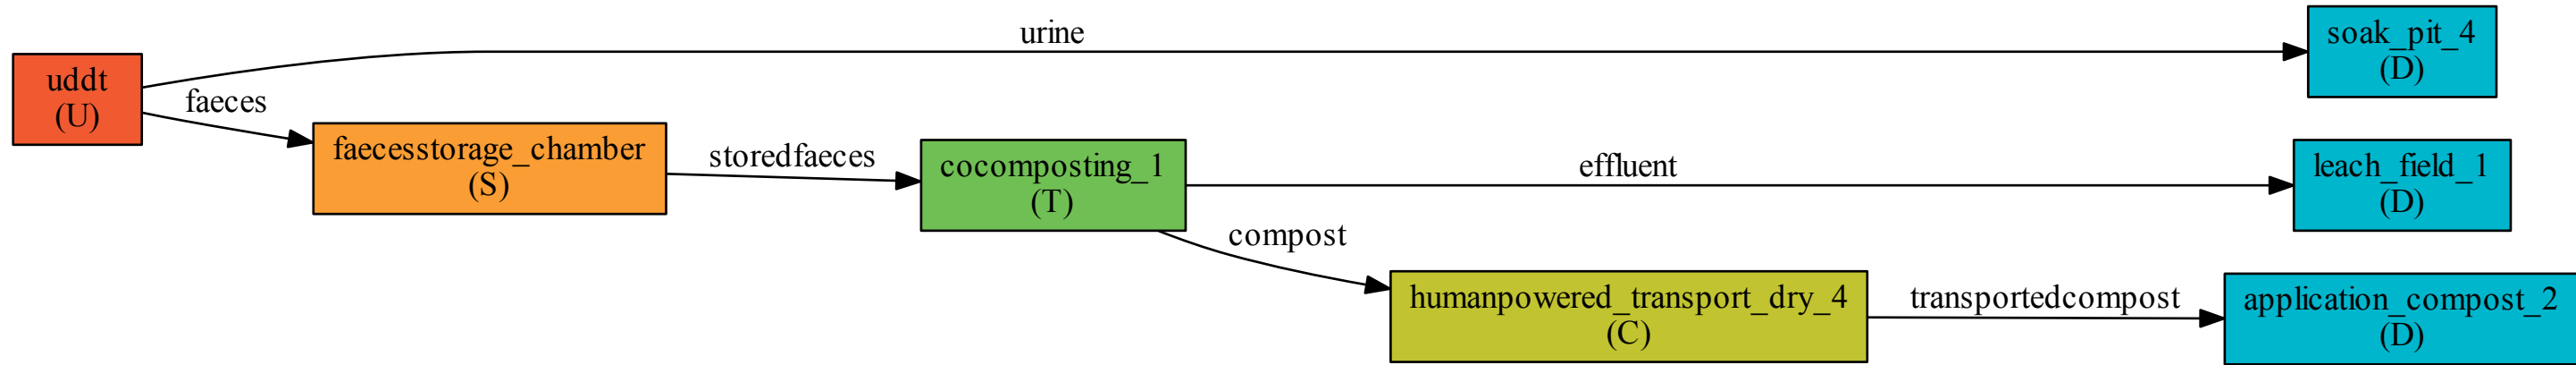 urine
soak_pit_4
(D)
uddt
(U)
faeces
faecesstorage_chamber
(S)
storedfaeces
cocomposting_1
(T)
effluent
leach_field_1
(D)
compost
humanpowered_transport_dry_4
(C)
transportedcompost
application_compost_2
(D)